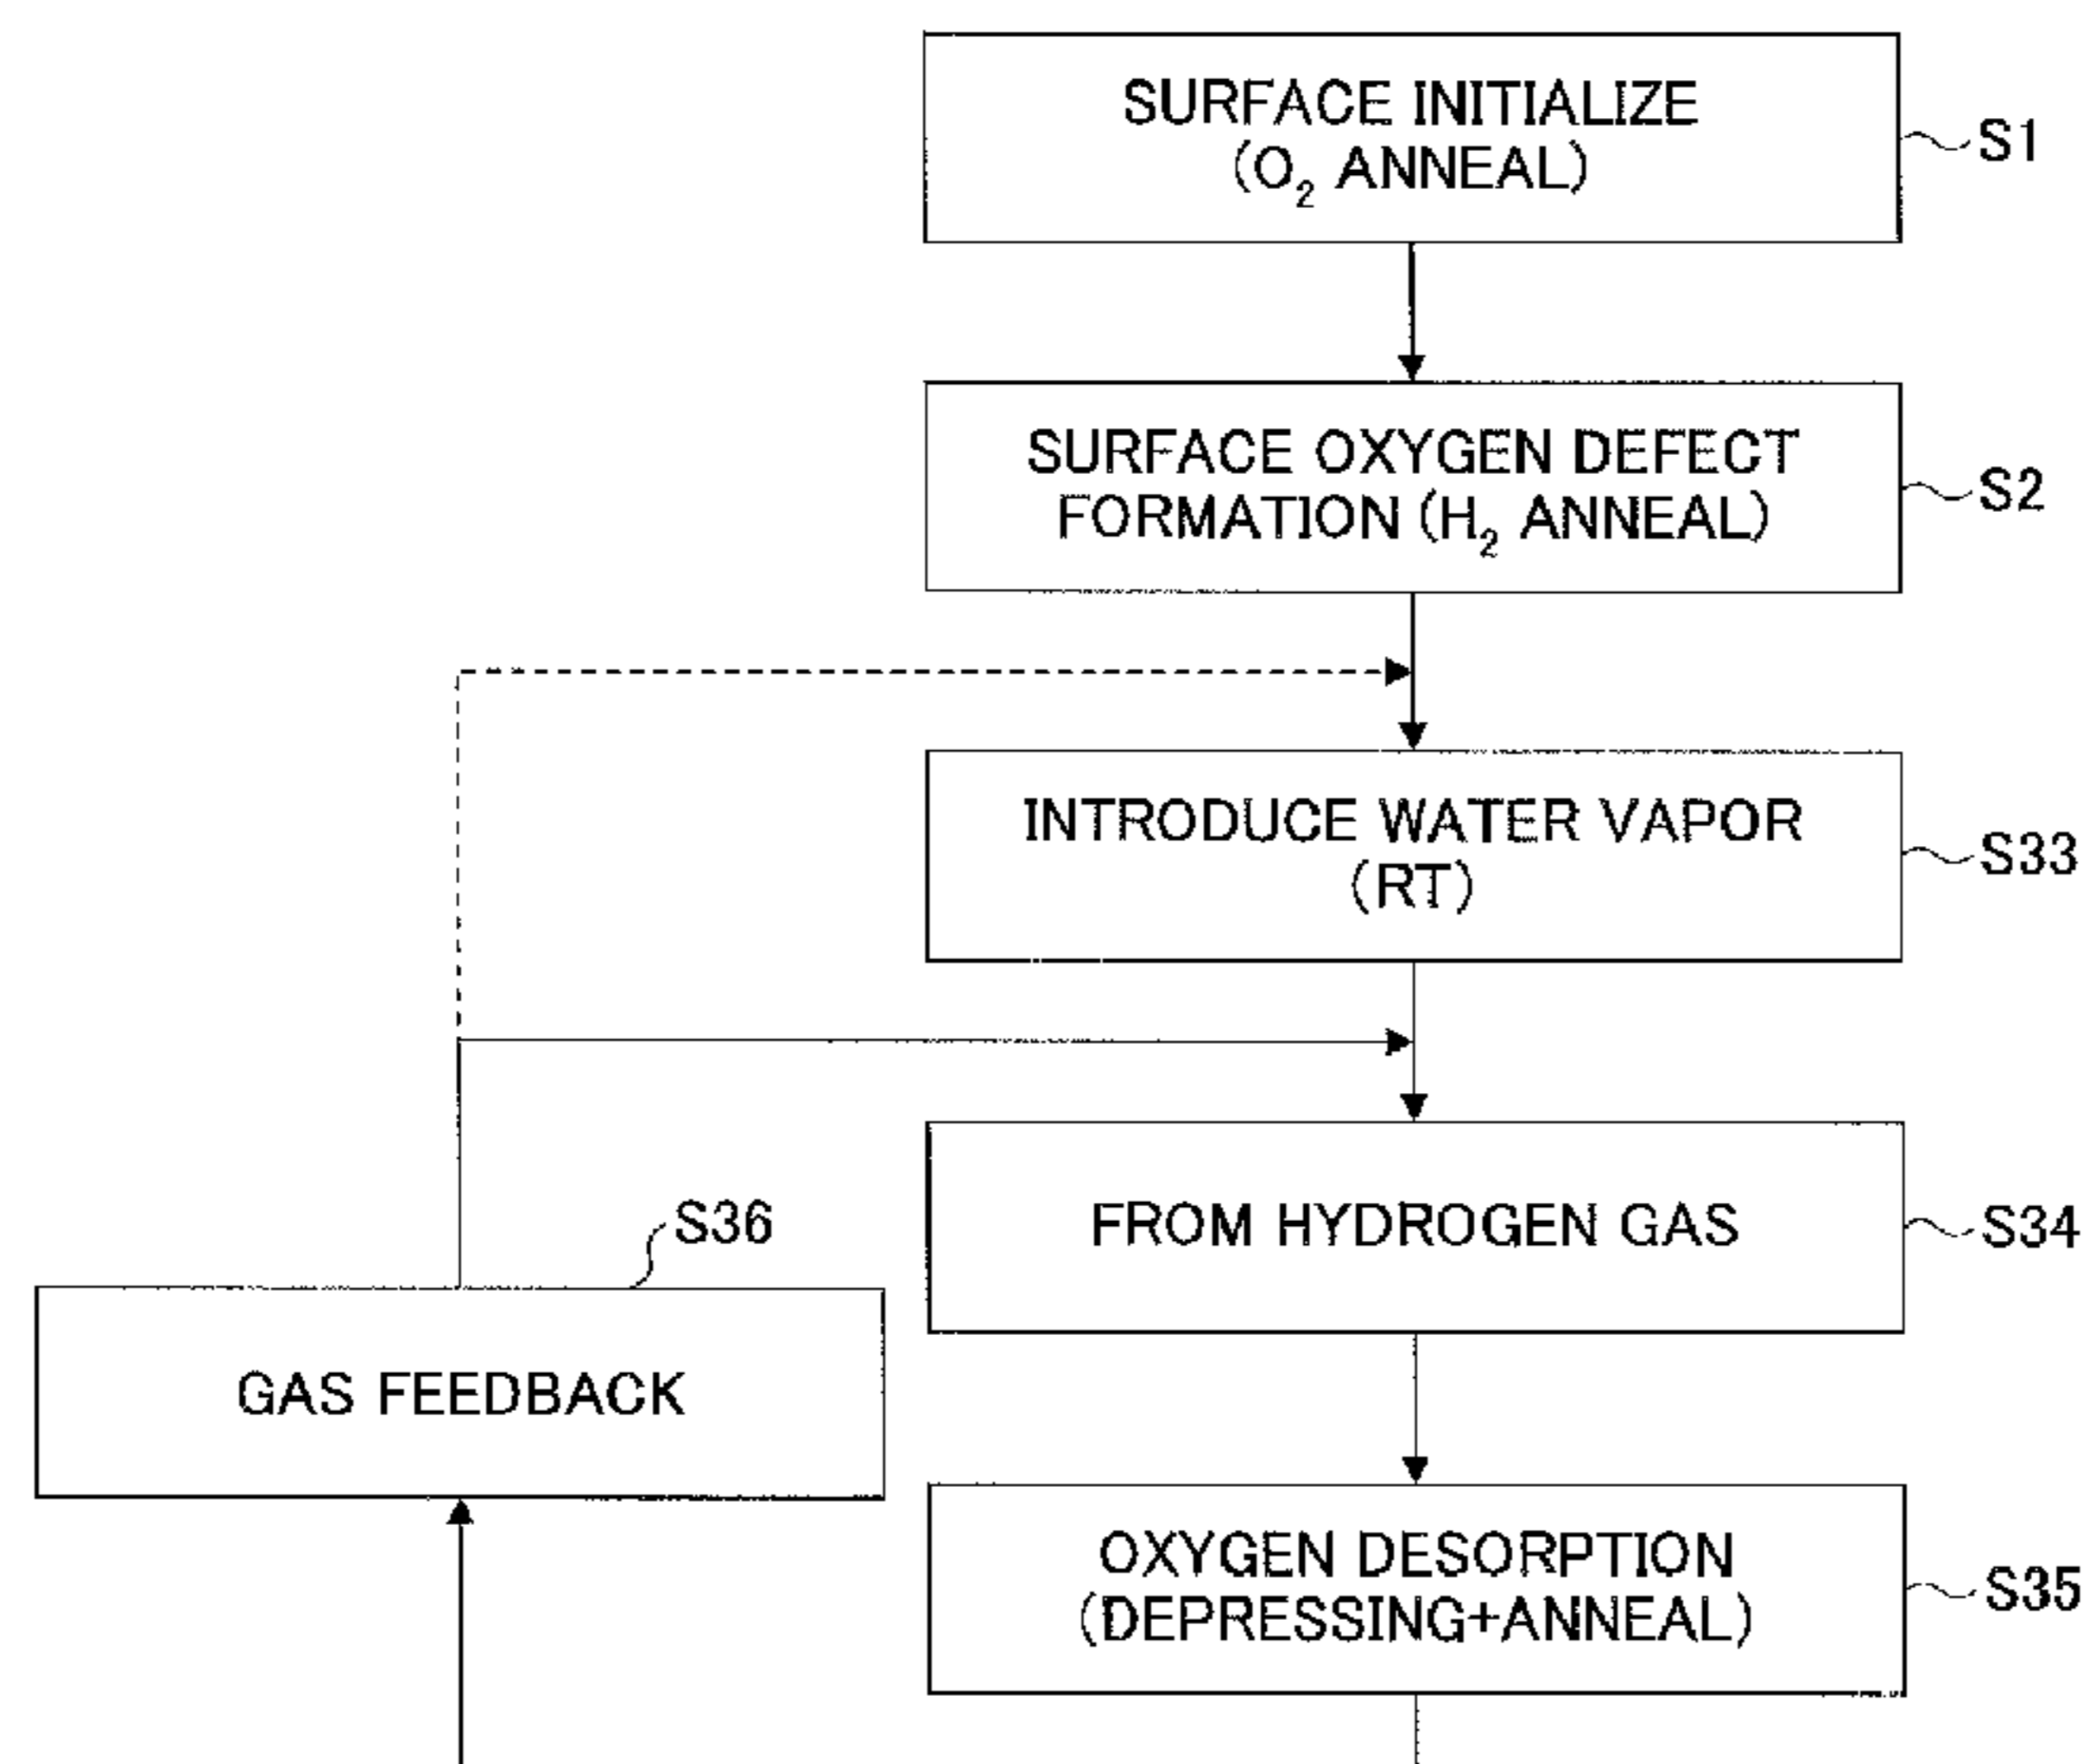 SURFACE INITIALIZE
(O₂ ANNEAL)
S1
SURFACE OXYGEN DEFECT
FORMATION (H₂ ANNEAL)
S2
INTRODUCE WATER VAPOR
(RT)
S33
FROM HYDROGEN GAS
S34
S36
GAS FEEDBACK
OXYGEN DESORPTION
(DEPRESSING+ANNEAL)
S35